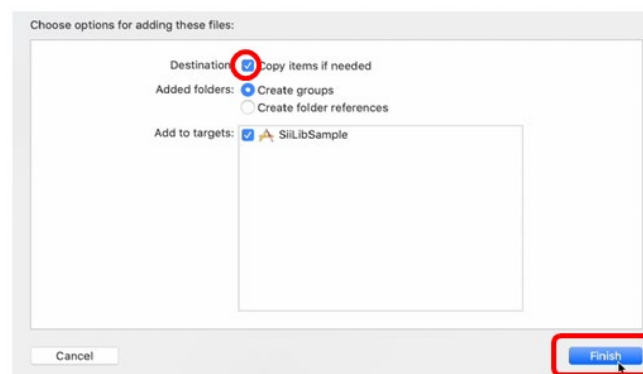 Choose options for adding these files:
Destination: Copy items if needed
Added folders: Create groups
Create folder references
Add to targets: SiiLibSample
Cancel Finish